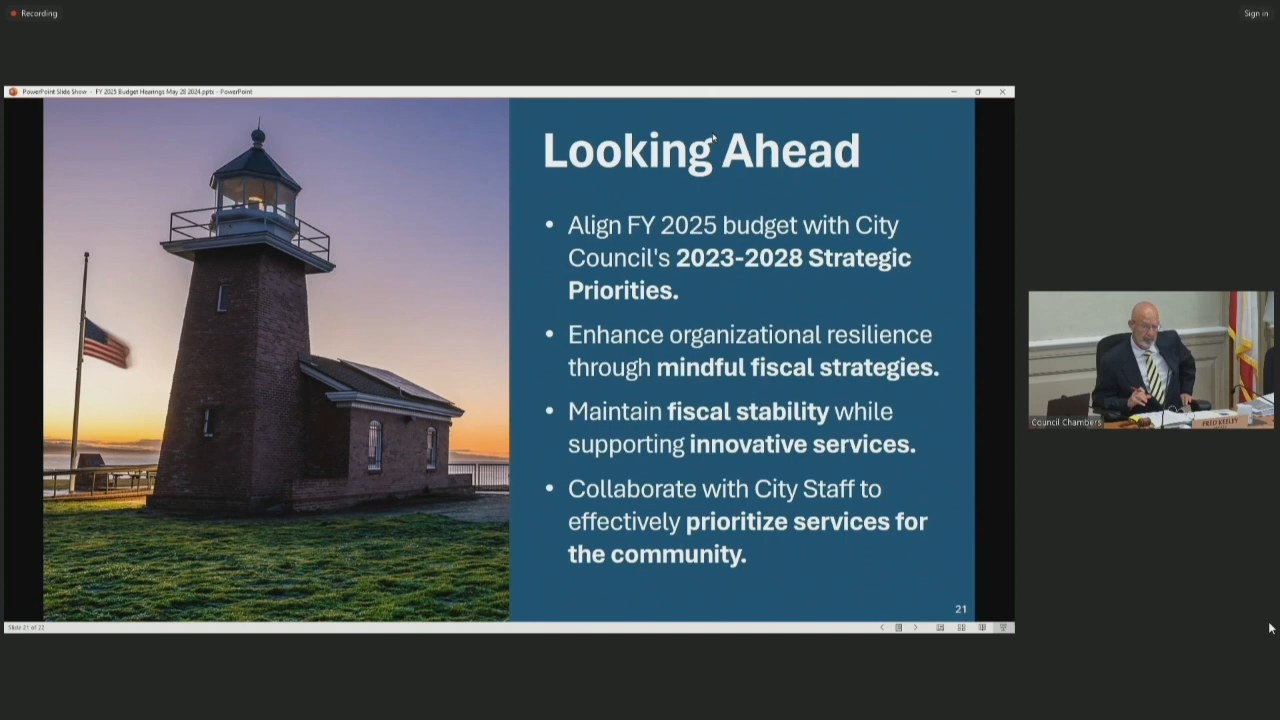 Recording
Sign in
PowerPoint Slide Show - FY 2025 Budget Hearings May 28 2024.pptx - PowerPoint
Looking Ahead
• Align FY 2025 budget with City
Council's 2023-2028 Strategic
Priorities.
• Enhance organizational resilience
through mindful fiscal strategies.
• Maintain fiscal stability while
supporting innovative services.
• Collaborate with City Staff to
effectively prioritize services for
the community.
21
Slide 21 of 22
Council Chambers
FRED KEELEY